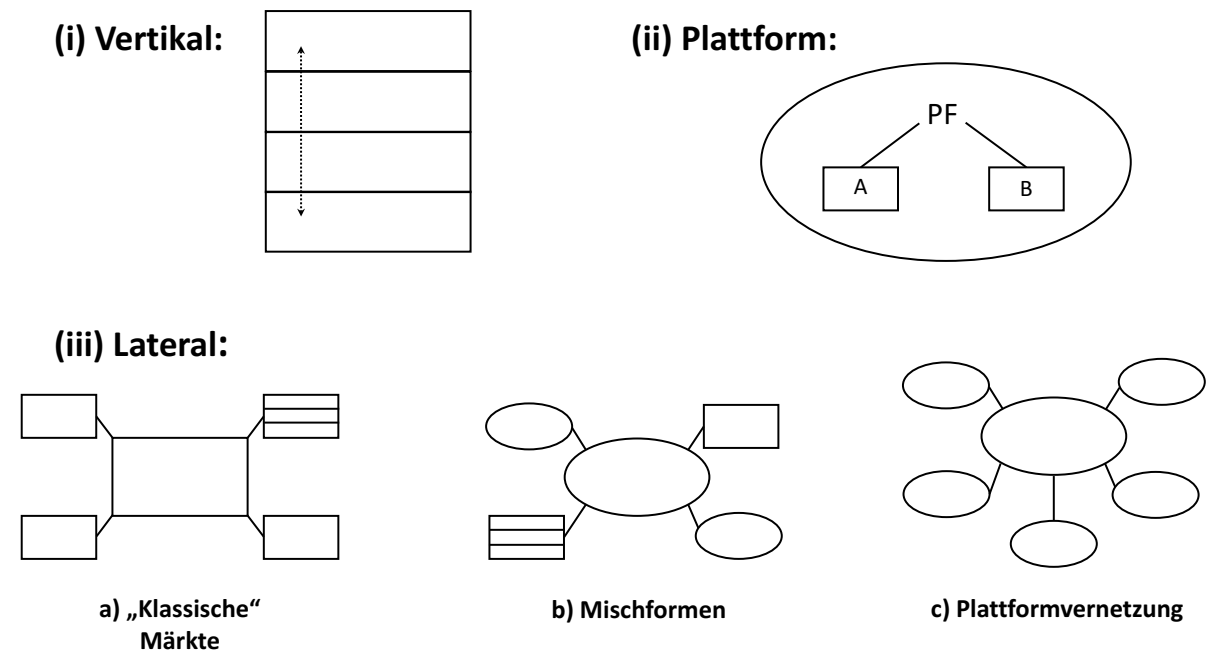 (i) Vertikal:
(ii) Plattform:
PF
A
B
(iii) Lateral:
a) „Klassische“
Märkte
b) Mischformen
c) Plattformvernetzung